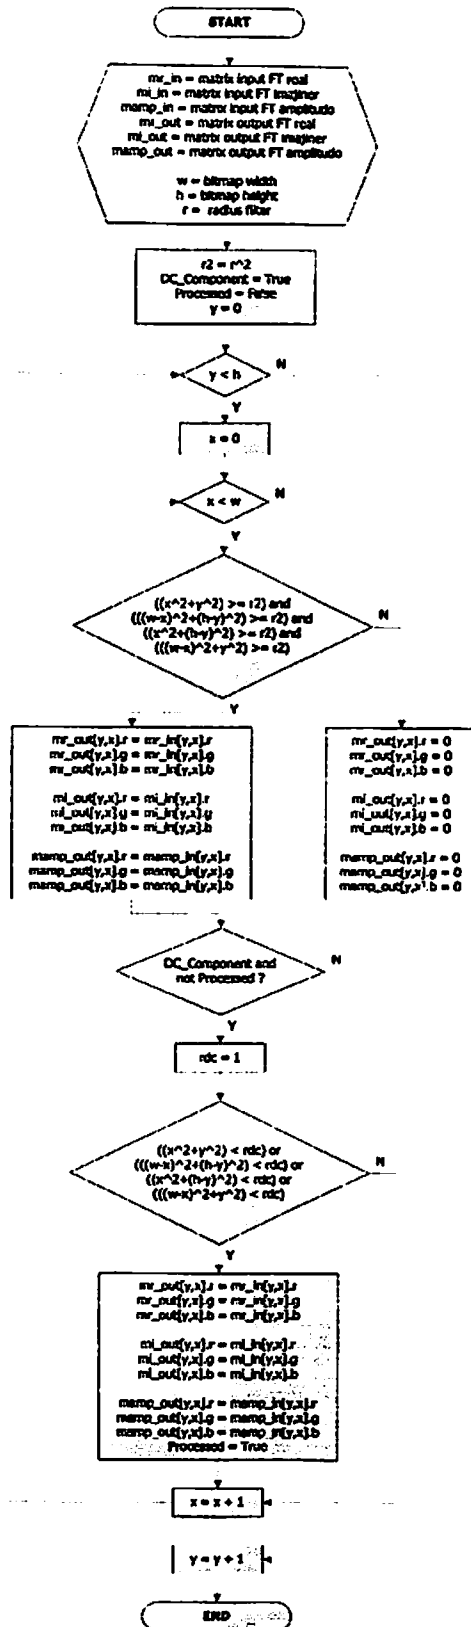 START
mr_in = matrix input FT real
mi_in = matrix input FT imajiner
mamp_in = matrix input FT amplitudo
mr_out = matrix output FT real
mi_out = matrix output FT imajiner
mamp_out = matrix output FT amplitudo
w = bitmap width
h = bitmap height
r = radius filter
r2 = r^2
DC_Component = True
Processed = False
y = 0
y < h
N
Y
x = 0
x < w
N
Y
((x^2+y^2) >= r2) and
(((w-x)^2+(h-y)^2) >= r2) and
((x^2+(h-y)^2) >= r2) and
(((w-x)^2+y^2) >= r2)
N
Y
mr_out[y,x].r = mr_in[y,x].r
mr_out[y,x].g = mr_in[y,x].g
mr_out[y,x].b = mr_in[y,x].b
mi_out[y,x].r = mi_in[y,x].r
mi_out[y,x].g = mi_in[y,x].g
mi_out[y,x].b = mi_in[y,x].b
mamp_out[y,x].r = mamp_in[y,x].r
mamp_out[y,x].g = mamp_in[y,x].g
mamp_out[y,x].b = mamp_in[y,x].b
mr_out[y,x].r = 0
mr_out[y,x].g = 0
mr_out[y,x].b = 0
mi_out[y,x].r = 0
mi_out[y,x].g = 0
mi_out[y,x].b = 0
mamp_out[y,x].r = 0
mamp_out[y,x].g = 0
mamp_out[y,x].b = 0
DC_Component and
not Processed ?
N
Y
rdc = 1
((x^2+y^2) < rdc) or
(((w-x)^2+(h-y)^2) < rdc) or
((x^2+(h-y)^2) < rdc) or
(((w-x)^2+y^2) < rdc)
N
Y
mr_out[y,x].r = mr_in[y,x].r
mr_out[y,x].g = mr_in[y,x].g
mr_out[y,x].b = mr_in[y,x].b
mi_out[y,x].r = mi_in[y,x].r
mi_out[y,x].g = mi_in[y,x].g
mi_out[y,x].b = mi_in[y,x].b
mamp_out[y,x].r = mamp_in[y,x].r
mamp_out[y,x].g = mamp_in[y,x].g
mamp_out[y,x].b = mamp_in[y,x].b
Processed = True
x = x + 1
y = y + 1
END